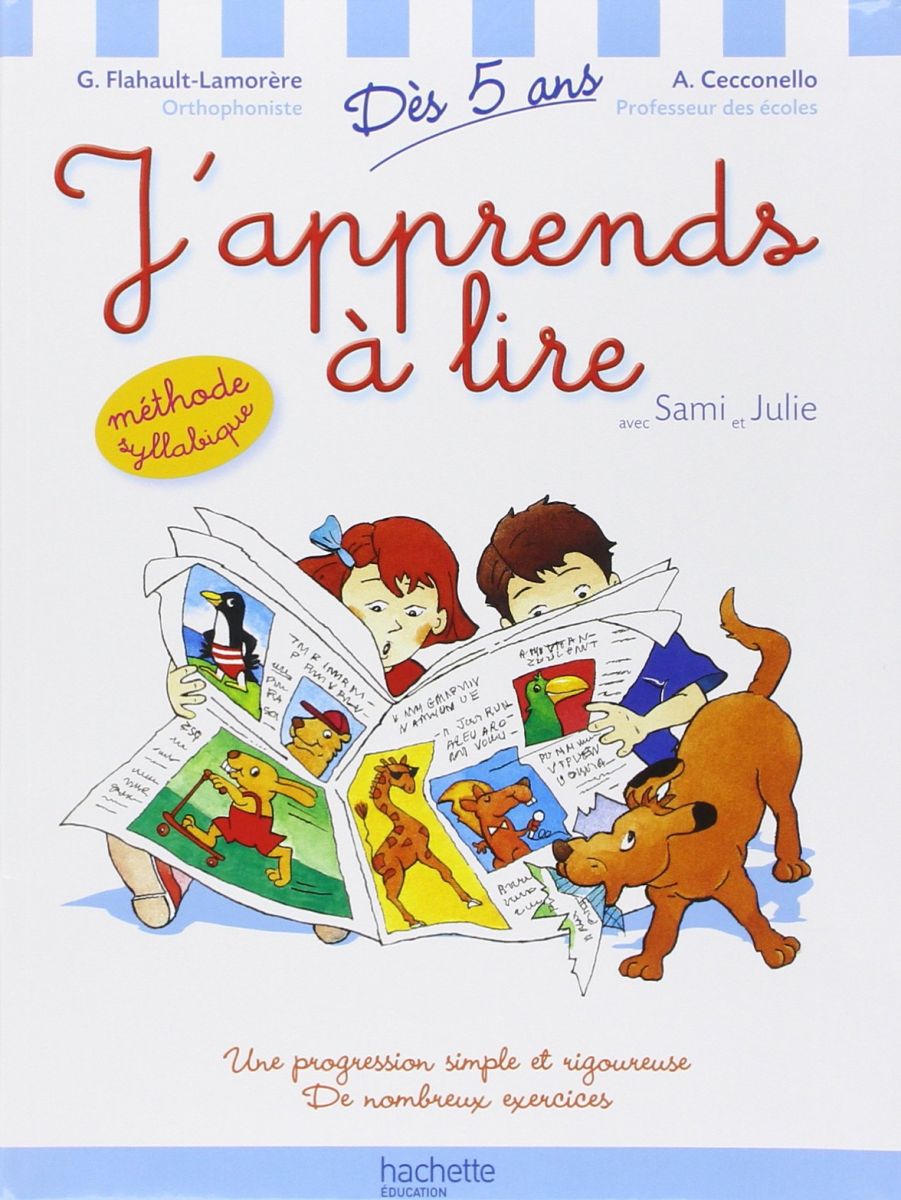 G. Flahault-Lamorère
Orthophoniste
Dès 5 ans
A. Cecconello
Professeur des écoles
J'apprends
à lire
avec Sami et Julie
méthode
syllabique
Une progression simple et rigoureuse
De nombreux exercices
hachette
ÉDUCATION